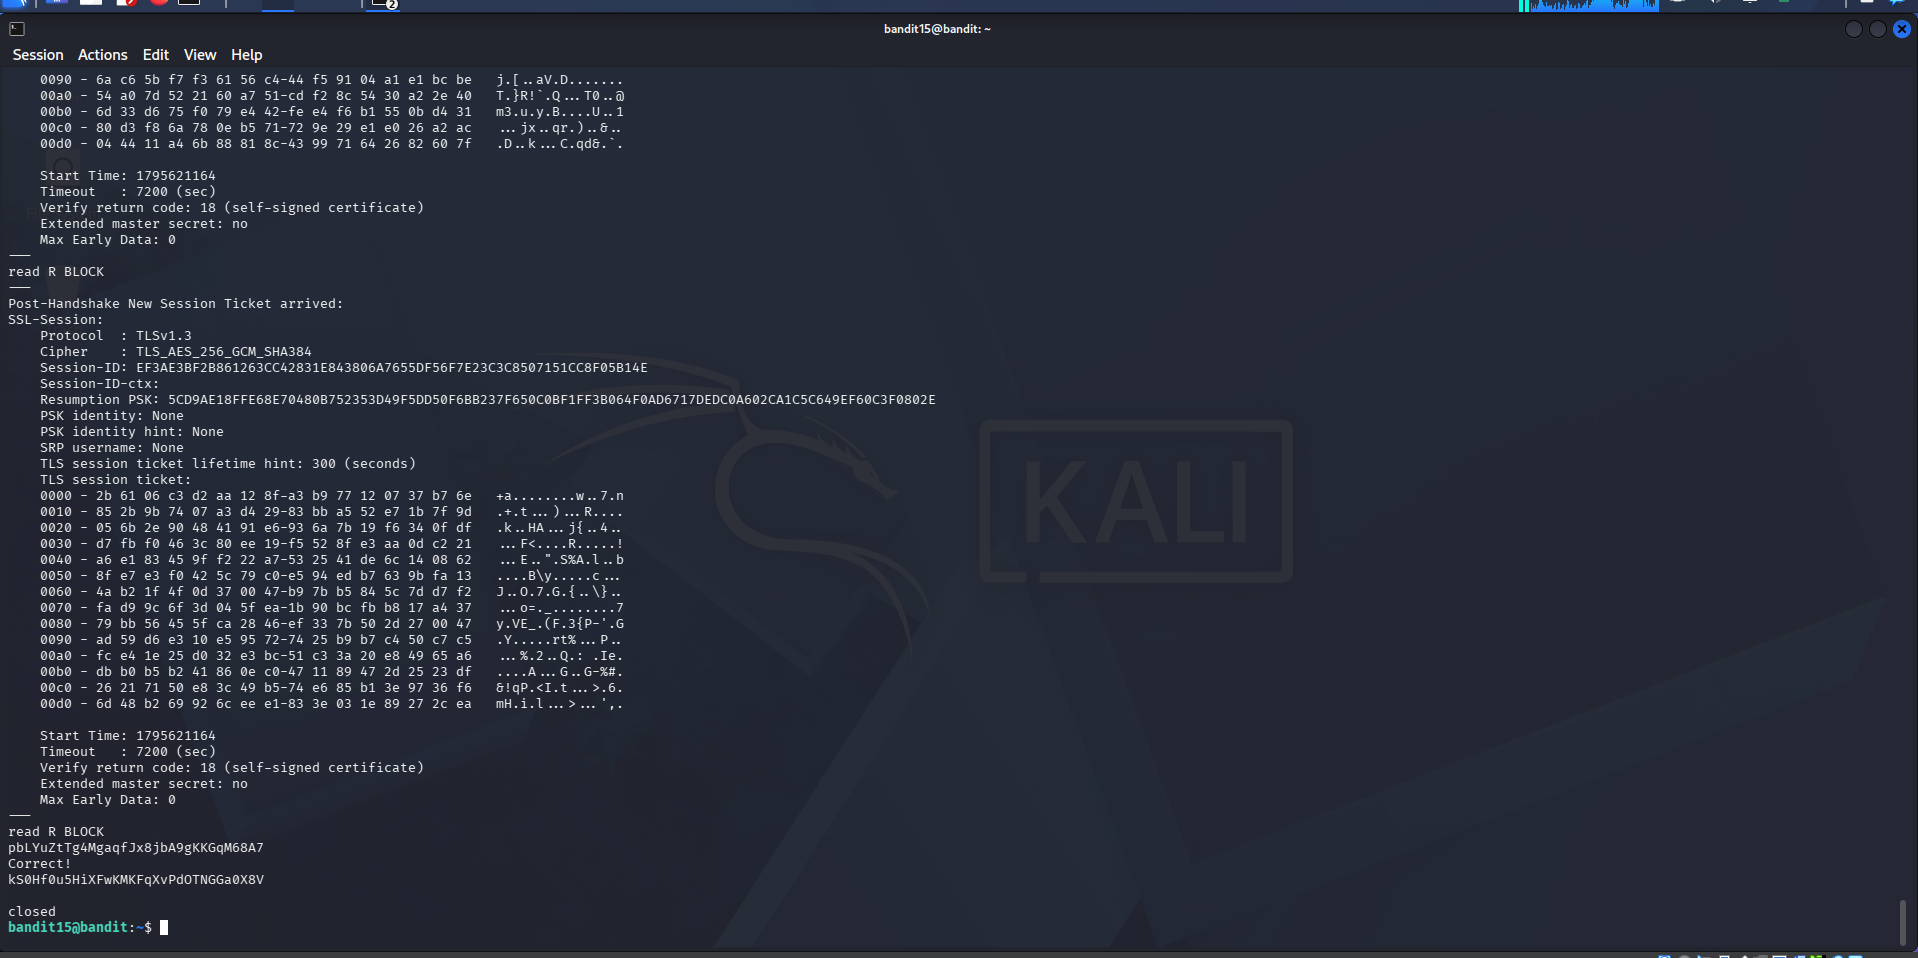 2
bandit15@bandit: ~
Session Actions Edit View Help
    0090 - 6a c6 5b f7 f3 61 56 c4-44 f5 91 04 a1 e1 bc be   j.[..aV.D.......
    00a0 - 54 a0 7d 52 21 60 a7 51-cd f2 8c 54 30 a2 2e 40   T.}R!`.Q...T0..@
    00b0 - 6d 33 d6 75 f0 79 e4 42-fe e4 f6 b1 55 0b d4 31   m3.u.y.B....U..1
    00c0 - 80 d3 f8 6a 78 0e b5 71-72 9e 29 e1 e0 26 a2 ac   ...jx..qr.)..&..
    00d0 - 04 44 11 a4 6b 88 81 8c-43 99 71 64 26 82 60 7f   .D..k...C.qd&.`.
    Start Time: 1795621164
    Timeout   : 7200 (sec)
    Verify return code: 18 (self-signed certificate)
    Extended master secret: no
    Max Early Data: 0
---
read R BLOCK
---
Post-Handshake New Session Ticket arrived:
SSL-Session:
    Protocol  : TLSv1.3
    Cipher    : TLS_AES_256_GCM_SHA384
    Session-ID: EF3AE3BF2B861263CC42831E843806A7655DF56F7E23C3C8507151CC8F05B14E
    Session-ID-ctx:
    Resumption PSK: 5CD9AE18FFE68E70480B752353D49F5DD50F6BB237F650C0BF1FF3B064F0AD6717DEDC0A602CA1C5C649EF60C3F0802E
    PSK identity: None
    PSK identity hint: None
    SRP username: None
    TLS session ticket lifetime hint: 300 (seconds)
    TLS session ticket:
    0000 - 2b 61 06 c3 d2 aa 12 8f-a3 b9 77 12 07 37 b7 6e   +a........w..7.n
    0010 - 85 2b 9b 74 07 a3 d4 29-83 bb a5 52 e7 1b 7f 9d   .+.t...)...R....
    0020 - 05 6b 2e 90 48 41 91 e6-93 6a 7b 19 f6 34 0f df   .k..HA...j{..4..
    0030 - d7 fb f0 46 3c 80 ee 19-f5 52 8f e3 aa 0d c2 21   ...F<....R.....!
    0040 - a6 e1 83 45 9f f2 22 a7-53 25 41 de 6c 14 08 62   ...E..".S%A.l..b
    0050 - 8f e7 e3 f0 42 5c 79 c0-e5 94 ed b7 63 9b fa 13   ....B\y.....c...
    0060 - 4a b2 1f 4f 0d 37 00 47-b9 7b b5 84 5c 7d d7 f2   J..O.7.G.{..\}..
    0070 - fa d9 9c 6f 3d 04 5f ea-1b 90 bc fb b8 17 a4 37   ...o=._........7
    0080 - 79 bb 56 45 5f ca 28 46-ef 33 7b 50 2d 27 00 47   y.VE_.(F.3{P-'.G
    0090 - ad 59 d6 e3 10 e5 95 72-74 25 b9 b7 c4 50 c7 c5   .Y.....rt%...P..
    00a0 - fc e4 1e 25 d0 32 e3 bc-51 c3 3a 20 e8 49 65 a6   ...%.2..Q.: .Ie.
    00b0 - db b0 b5 b2 41 86 0e c0-47 11 89 47 2d 25 23 df   ....A...G..G-%#.
    00c0 - 26 21 71 50 e8 3c 49 b5-74 e6 85 b1 3e 97 36 f6   &!qP.<I.t...>.6.
    00d0 - 6d 48 b2 69 92 6c ee e1-83 3e 03 1e 89 27 2c ea   mH.i.l...>...',.
    Start Time: 1795621164
    Timeout   : 7200 (sec)
    Verify return code: 18 (self-signed certificate)
    Extended master secret: no
    Max Early Data: 0
---
read R BLOCK
pbLYuZtTg4MgaqfJx8jbA9gKKGqM68A7
Correct!
kS0Hf0u5HiXFwKMKFqXvPdOTNGGa0X8V
closed
bandit15@bandit:~$
KALI